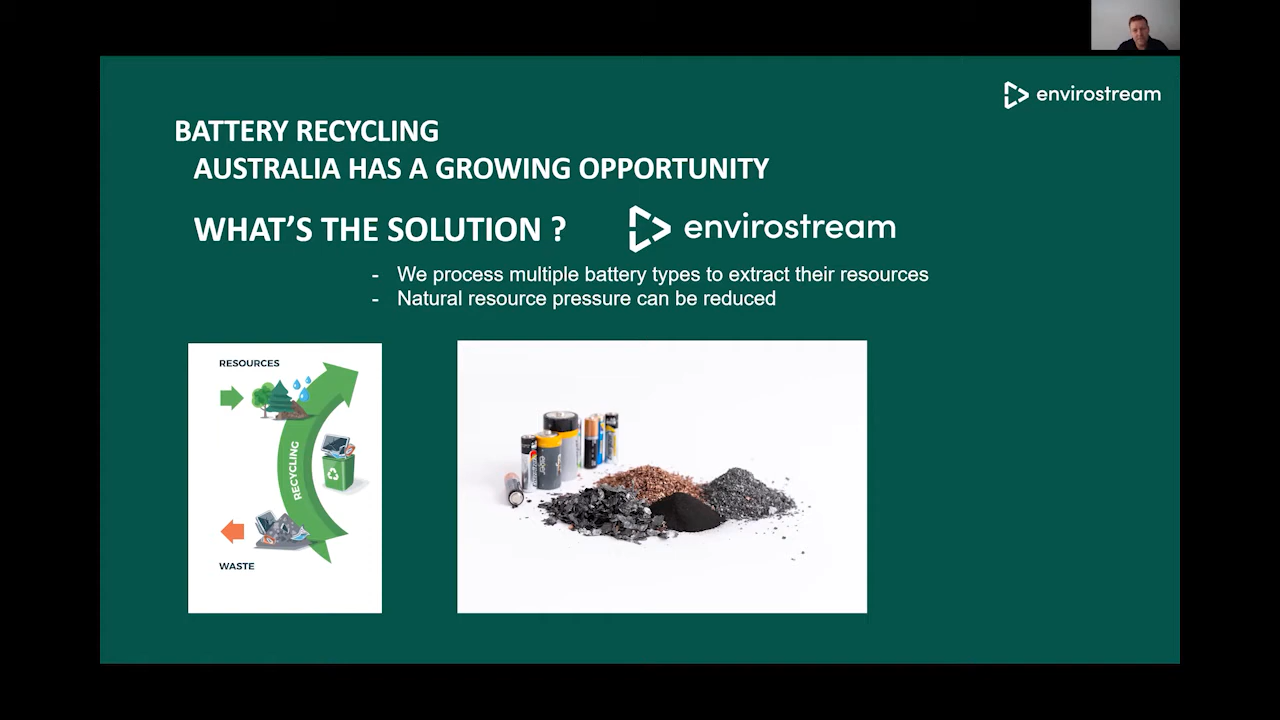 envirostream
BATTERY RECYCLING
AUSTRALIA HAS A GROWING OPPORTUNITY
WHAT'S THE SOLUTION ? envirostream
- We process multiple battery types to extract their resources
- Natural resource pressure can be reduced
RESOURCES
RECYCLING
WASTE